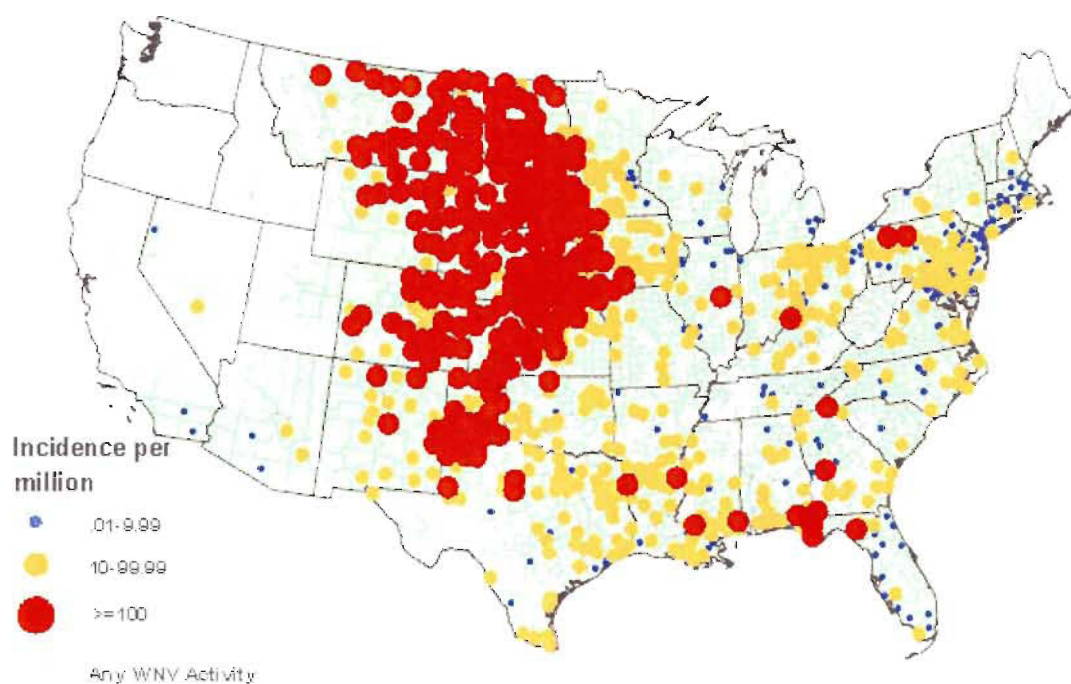 Incidence per
million
.01-9.99
10-99.99
>=100
Any WNV Activity